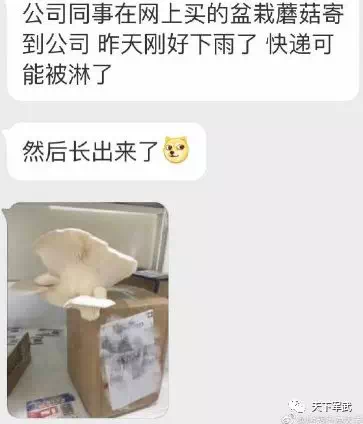 公司同事在网上买的盆栽蘑菇寄
到公司 昨天刚好下雨了 快递可
能被淋了
然后长出来了
天下军武